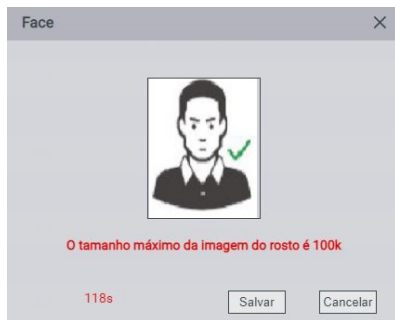 Face
O tamanho máximo da imagem do rosto é 100k
118s
Salvar
Cancelar